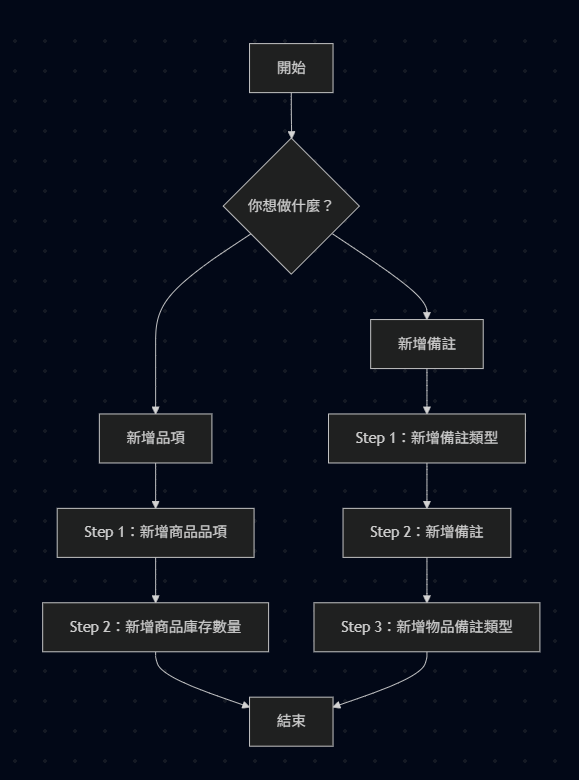 開始
你想做什麼？
新增備註
新增品項
Step 1：新增備註類型
Step 1：新增商品品項
Step 2：新增備註
Step 2：新增商品庫存數量
Step 3：新增物品備註類型
結束